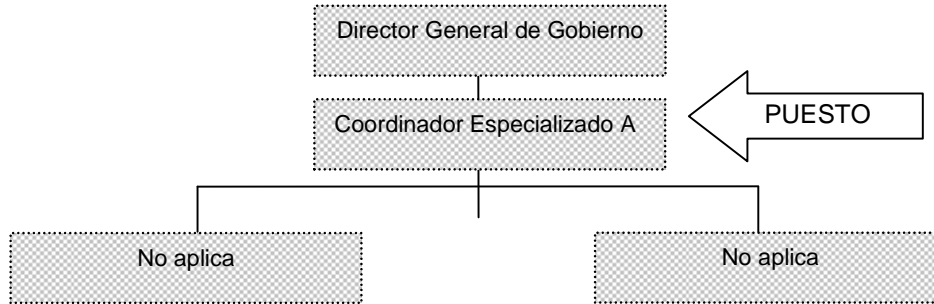 Director General de Gobierno
Coordinador Especializado A
PUESTO
No aplica
No aplica